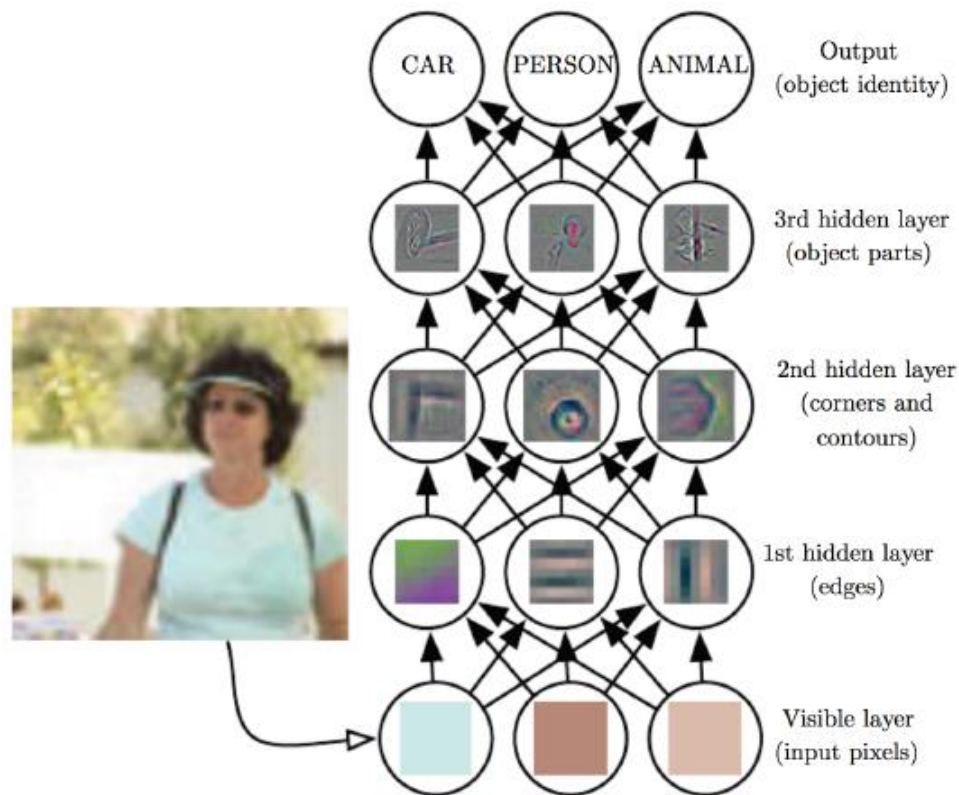 CAR PERSON ANIMAL
Output
(object identity)
3rd hidden layer
(object parts)
2nd hidden layer
(corners and
contours)
1st hidden layer
(edges)
Visible layer
(input pixels)